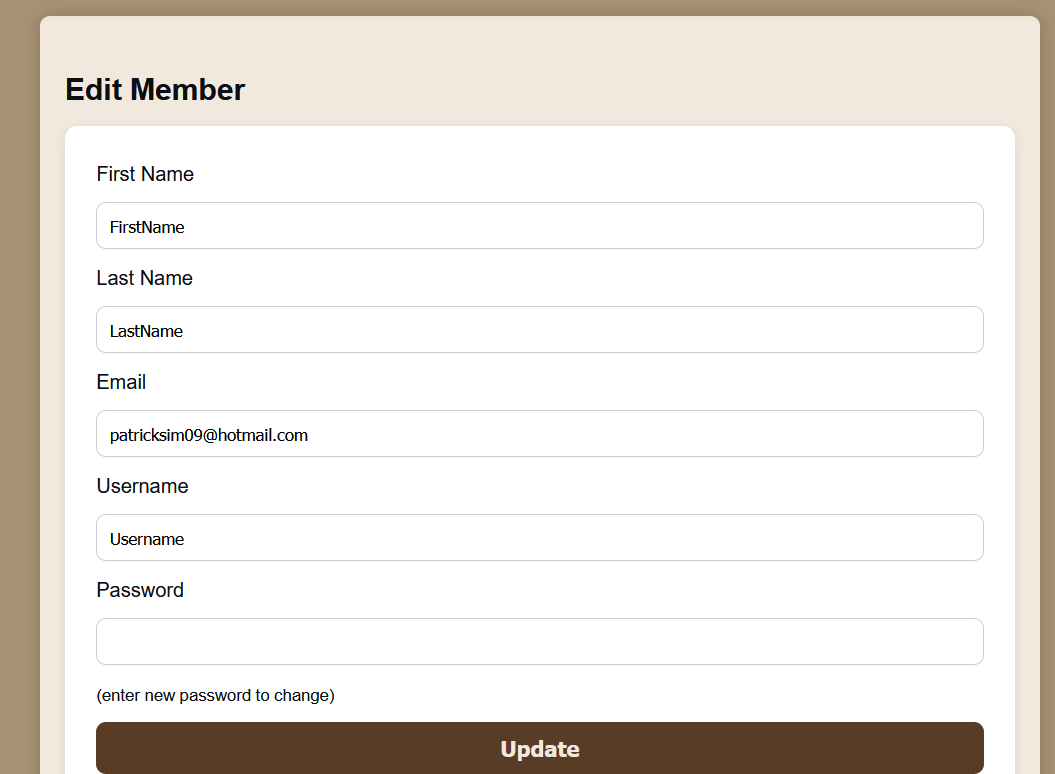 Edit Member
First Name
FirstName
Last Name
LastName
Email
patricksim09@hotmail.com
Username
Username
Password
(enter new password to change)
Update